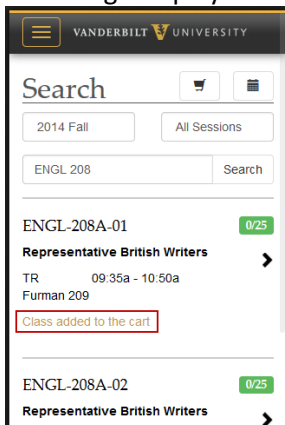 VANDERBILT UNIVERSITY
Search
2014 Fall All Sessions
ENGL 208 Search
ENGL-208A-01 0/25
Representative British Writers
TR 09:35a - 10:50a
Furman 209
Class added to the cart
ENGL-208A-02 0/25
Representative British Writers